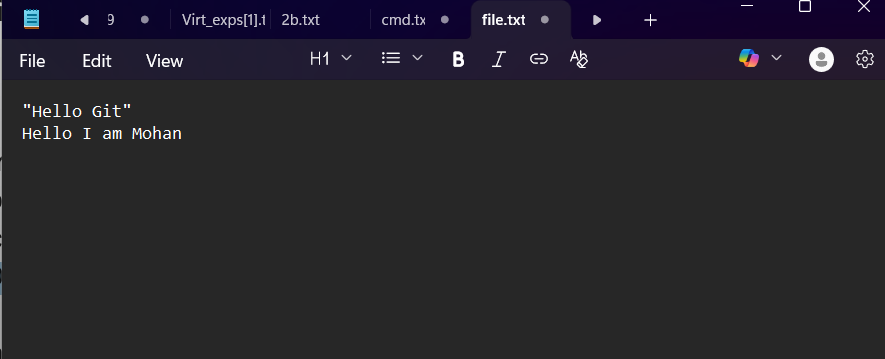 9
Virt_exps[1].t
2b.txt
cmd.tx
file.txt
File Edit View
H1
B
I
"Hello Git"
Hello I am Mohan